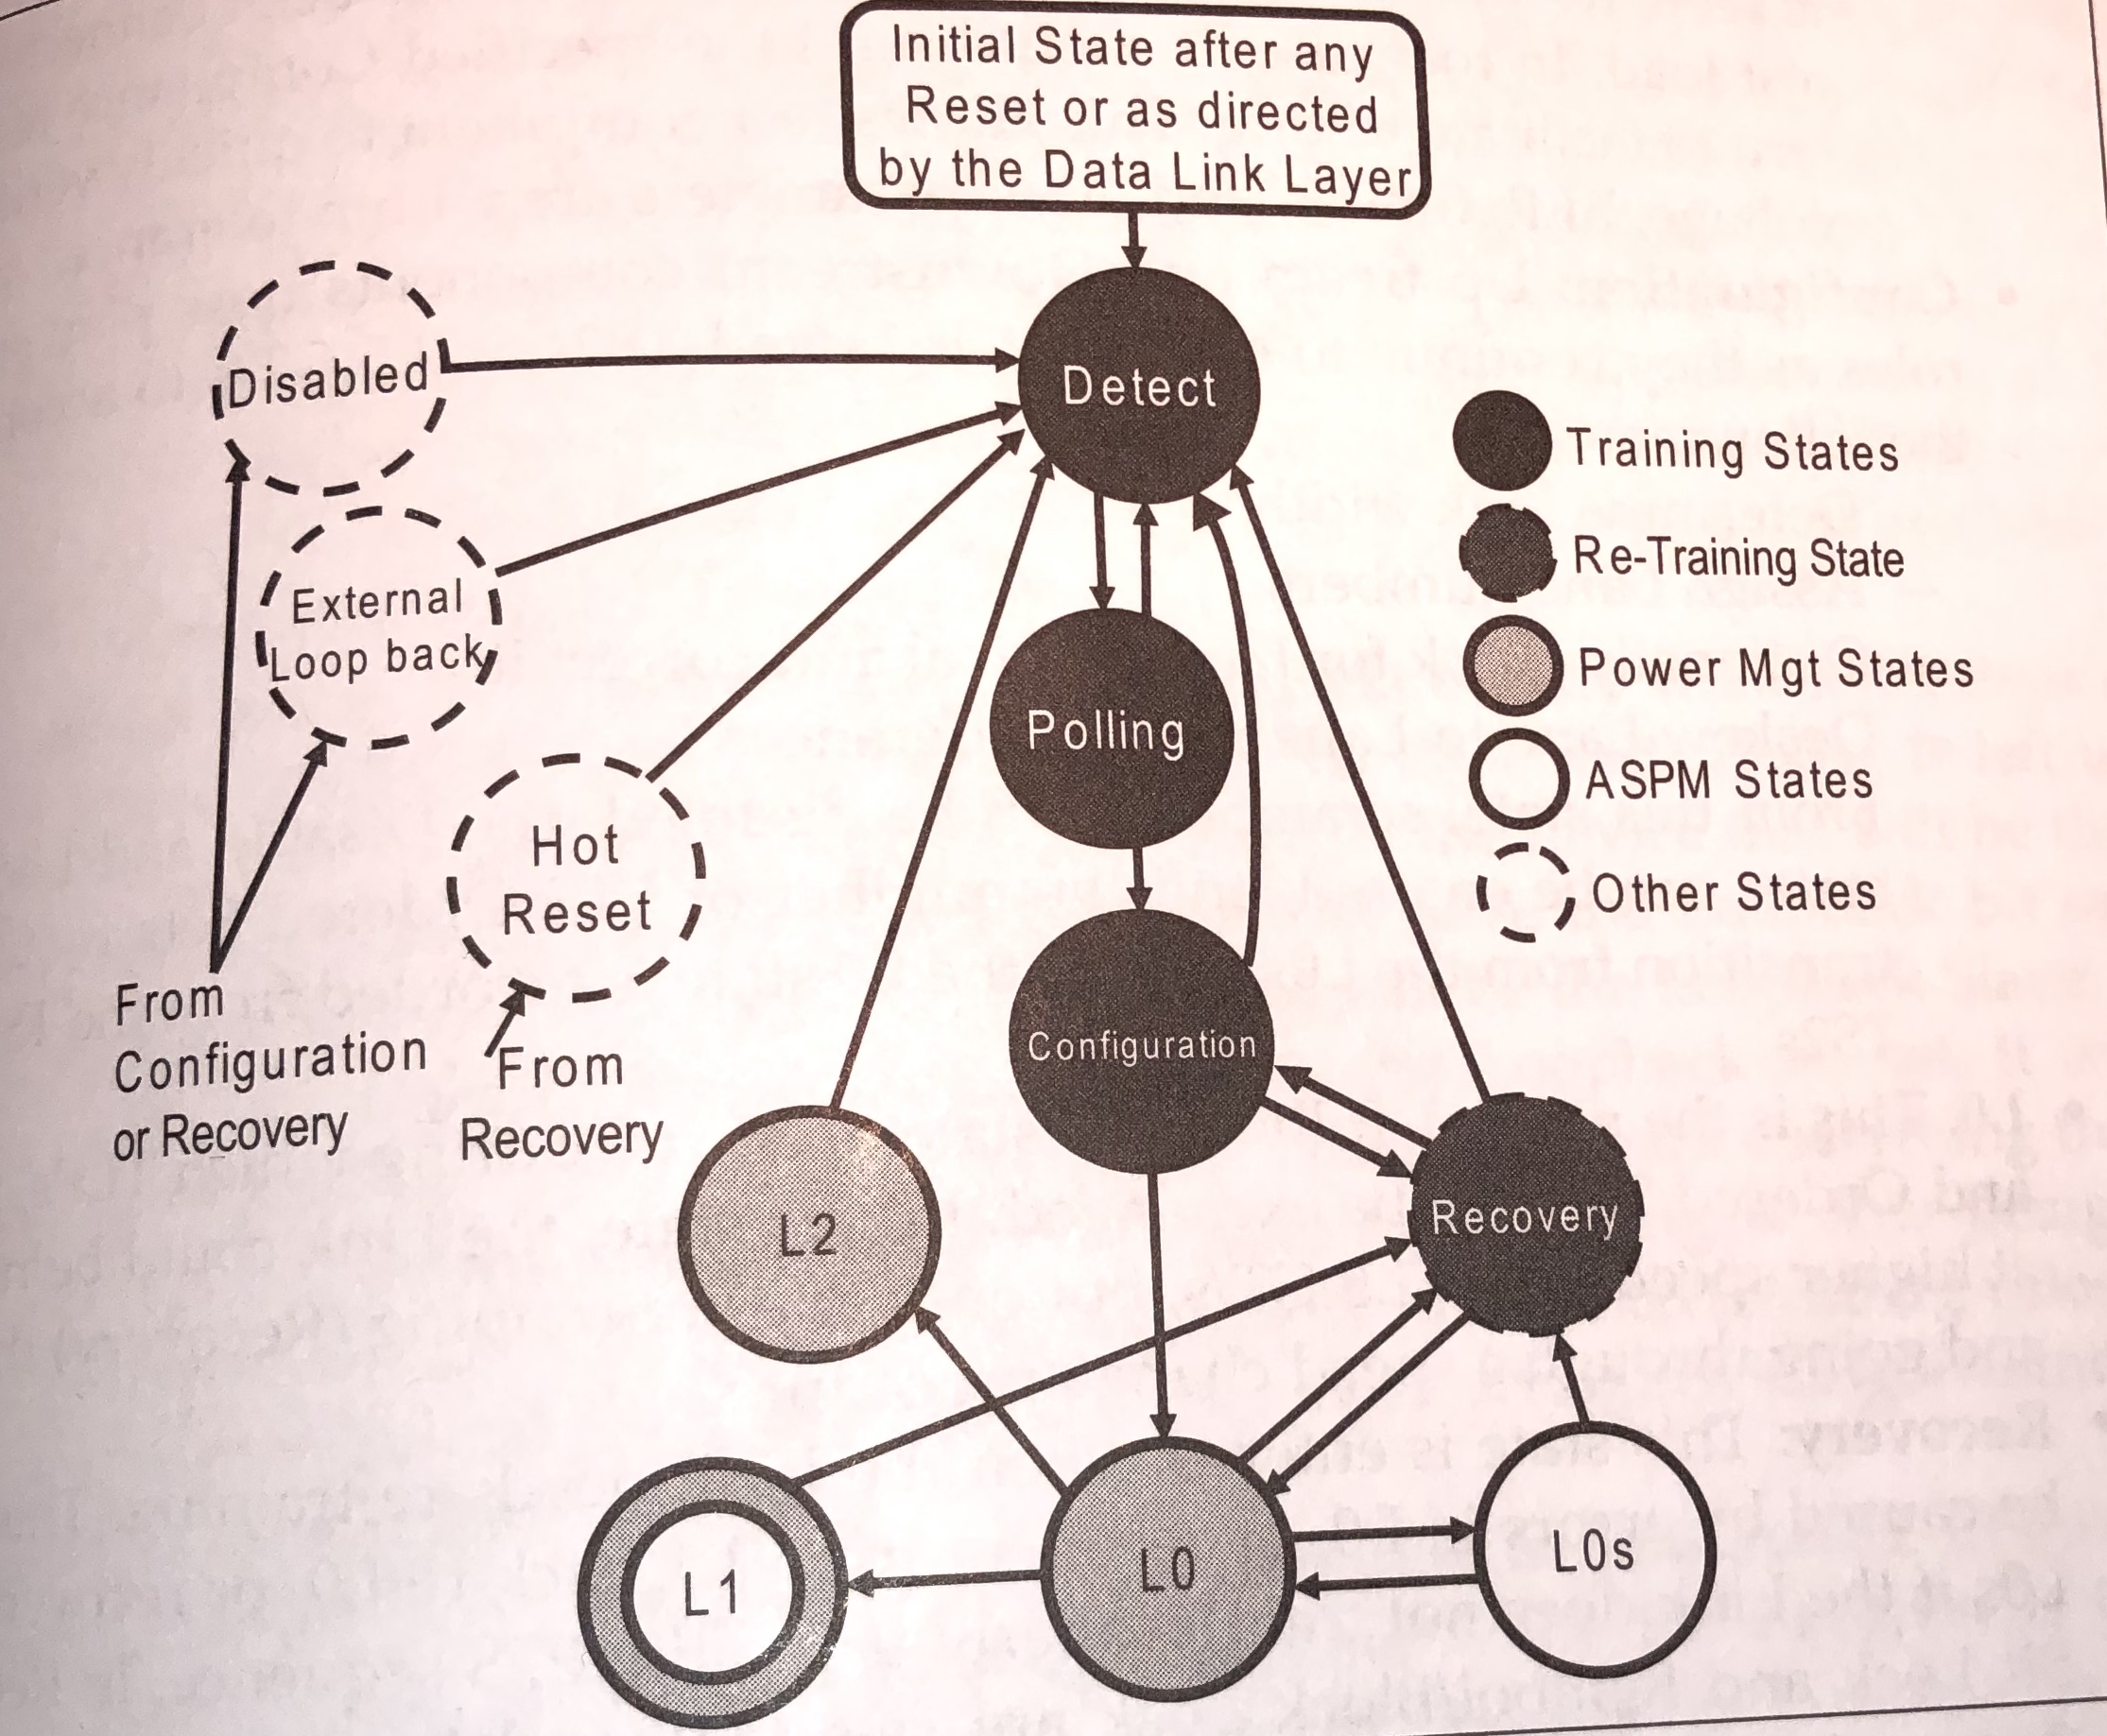 Initial State after any
Reset or as directed
by the Data Link Layer
Disabled
Detect
External
Loop back
Polling
Hot
Reset
Configuration
From
Configuration
or Recovery
From
Recovery
L2
Recovery
L1
L0
L0s
Training States
Re-Training State
Power Mgt States
ASPM States
Other States